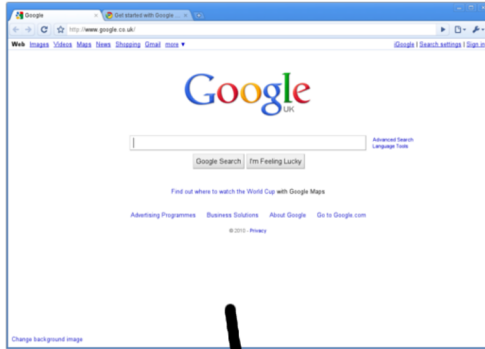 Google
Get started with Google ...
http://www.google.co.uk/
Web Images Videos Maps News Shopping Gmail more ▼
iGoogle | Search settings | Sign in
Google
UK
Advanced Search
Language Tools
Google Search
I'm Feeling Lucky
Find out where to watch the World Cup with Google Maps
Advertising Programmes Business Solutions About Google Go to Google.com
© 2010 - Privacy
Change background image